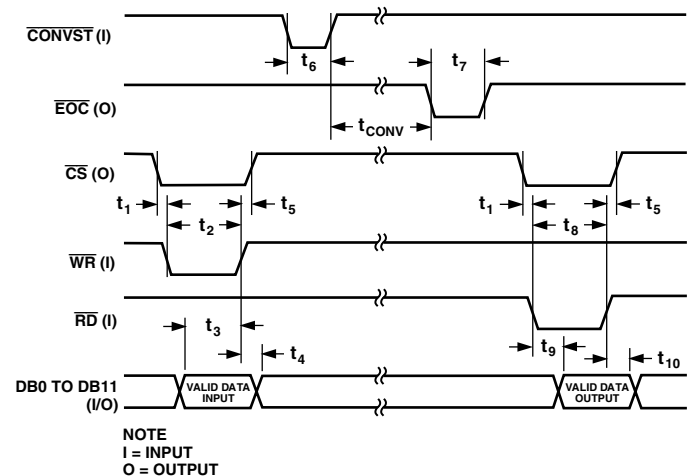 CONVST (I)
t6
t7
EOC (O)
tCONV
CS (O)
t1
t2
t5
t1
t8
t5
WR (I)
RD (I)
t3
t4
t9
t10
DB0 TO DB11
(I/O)
VALID DATA
INPUT
VALID DATA
OUTPUT
NOTE
I = INPUT
O = OUTPUT